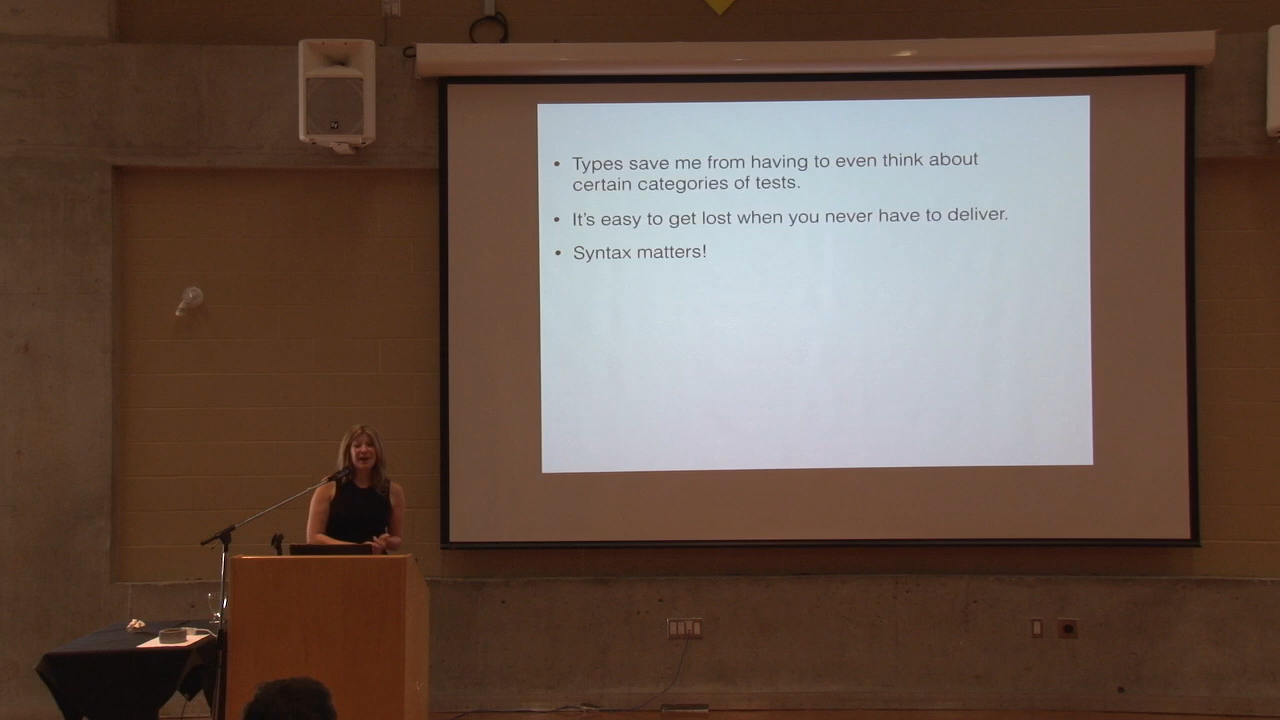 • Types save me from having to even think about
certain categories of tests.
• It's easy to get lost when you never have to deliver.
• Syntax matters!